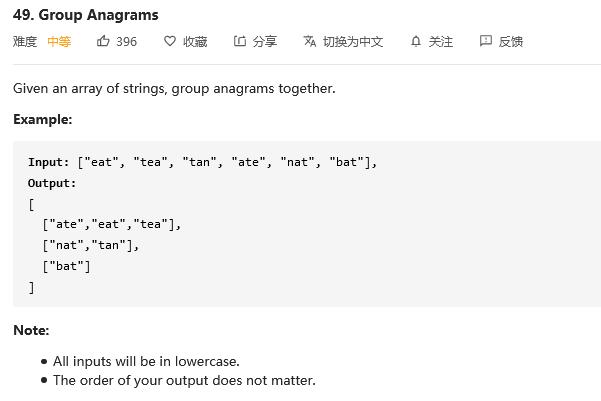 49. Group Anagrams
难度 中等 396 收藏 分享 切换为中文 关注 反馈
Given an array of strings, group anagrams together.
Example:
Input: ["eat", "tea", "tan", "ate", "nat", "bat"],
Output:
[
["ate","eat","tea"],
["nat","tan"],
["bat"]
]
Note:
• All inputs will be in lowercase.
• The order of your output does not matter.